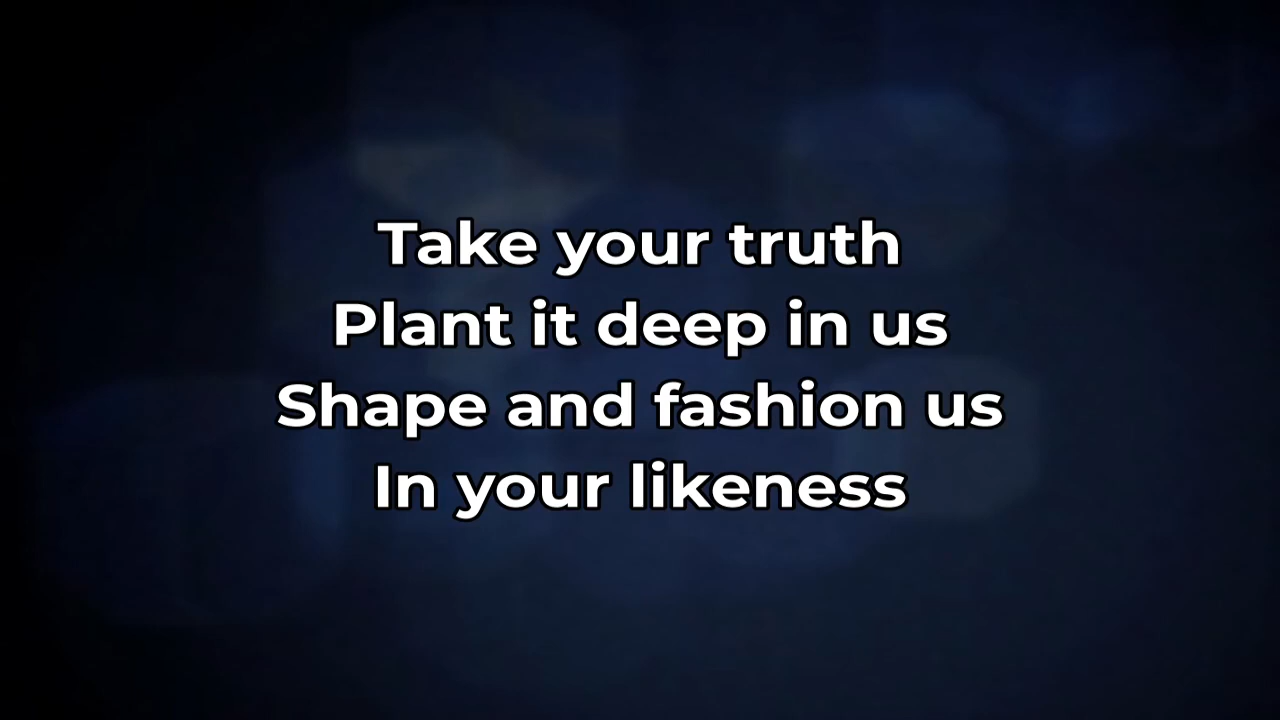 Take your truth
Plant it deep in us
Shape and fashion us
In your likeness